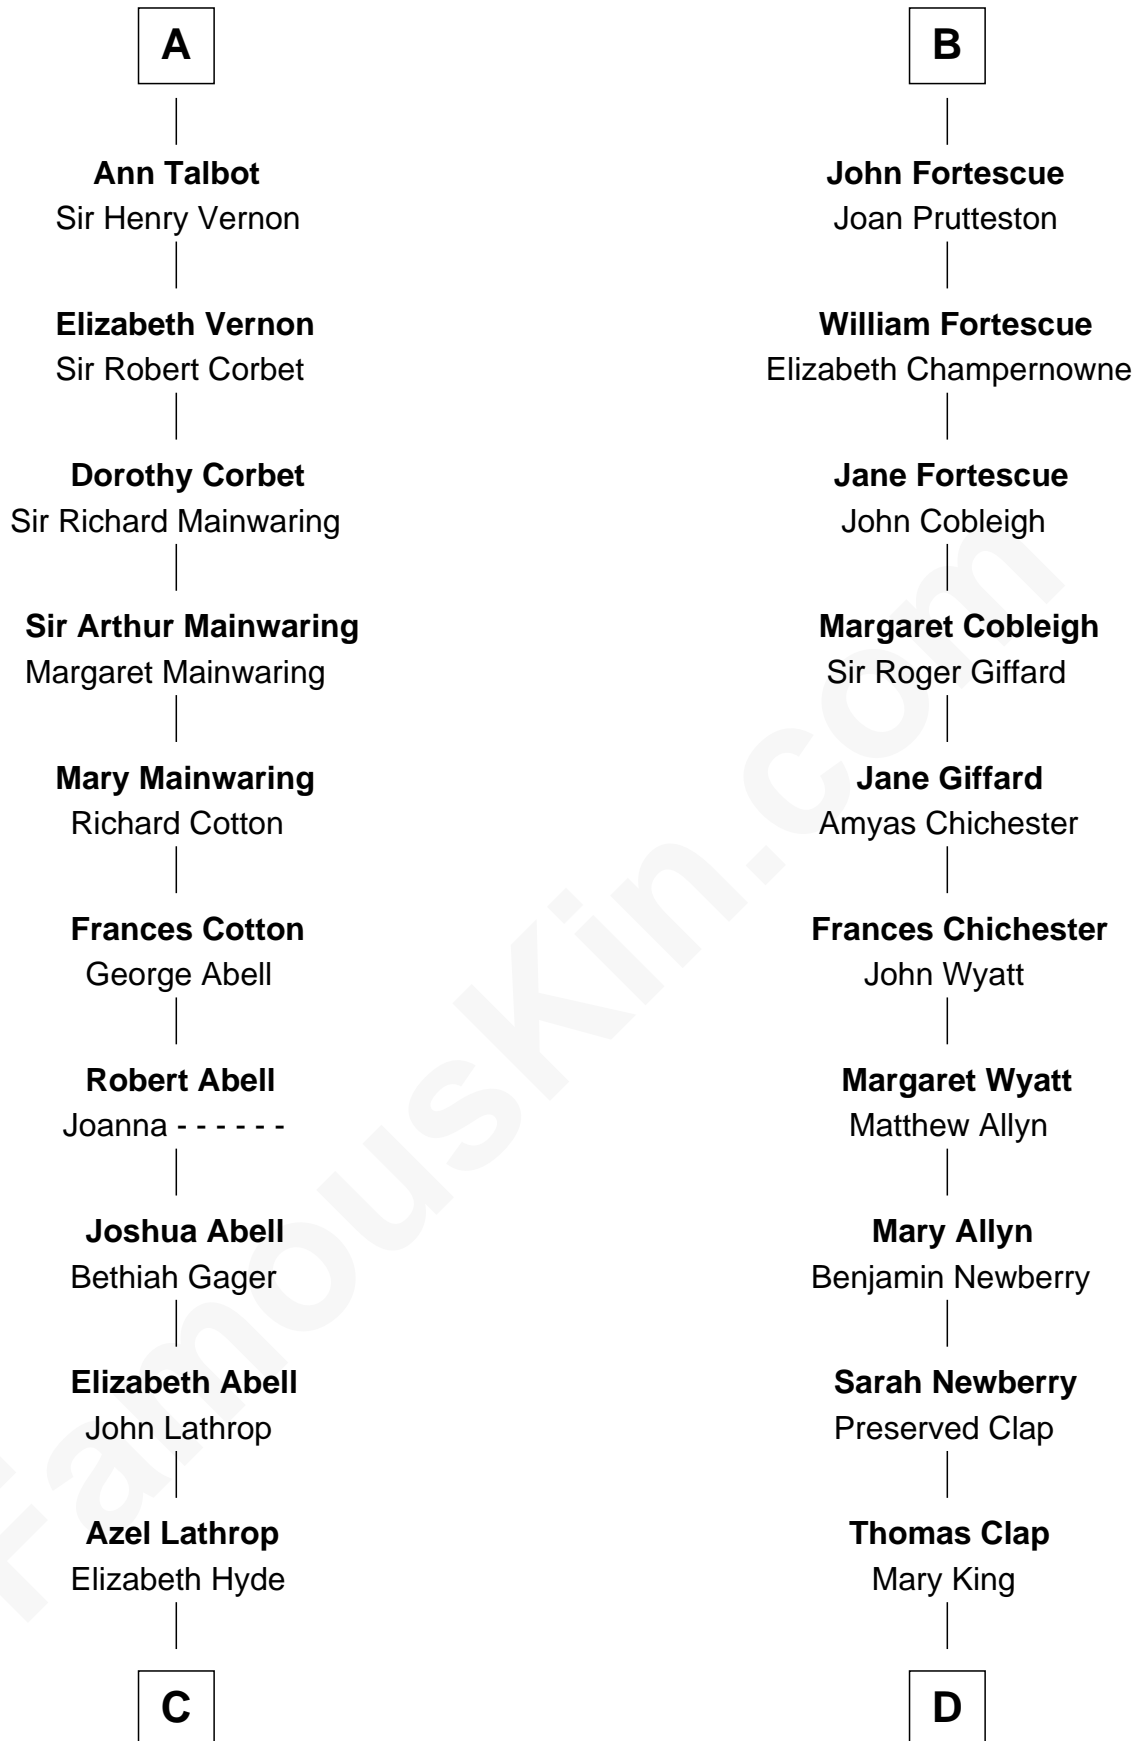 A
Ann Talbot
Sir Henry Vernon
Elizabeth Vernon
Sir Robert Corbet
Dorothy Corbet
Sir Richard Mainwaring
Sir Arthur Mainwaring
Margaret Mainwaring
Mary Mainwaring
Richard Cotton
Frances Cotton
George Abell
Robert Abell
Joanna - - - - - -
Joshua Abell
Bethiah Gager
Elizabeth Abell
John Lathrop
Azel Lathrop
Elizabeth Hyde
C
B
John Fortescue
Joan Prutteston
William Fortescue
Elizabeth Champernowne
Jane Fortescue
John Cobleigh
Margaret Cobleigh
Sir Roger Giffard
Jane Giffard
Amyas Chichester
Frances Chichester
John Wyatt
Margaret Wyatt
Matthew Allyn
Mary Allyn
Benjamin Newberry
Sarah Newberry
Preserved Clap
Thomas Clap
Mary King
D
FamousKin.com